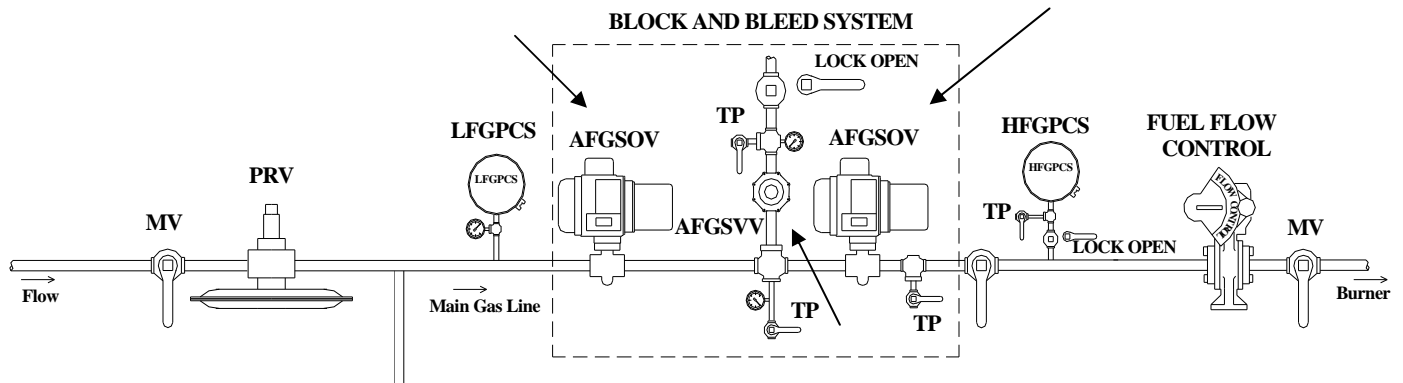 BLOCK AND BLEED SYSTEM
LOCK OPEN
TP
LFGPCS
AFGSOV
AFGSOV
HFGPCS
FUEL FLOW
CONTROL
LFGPCS
HFGPCS
FLOW CONTROL
PRV
MV
AFGSVV
TP
LOCK OPEN
MV
Flow
Main Gas Line
TP
TP
Burner